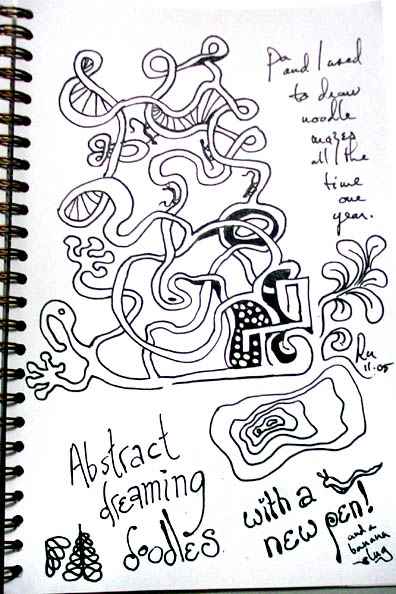 Pa
and I used
to draw
noodle
mazes
all the
time
one
year.
Ru
11.05
Abstract
dreaming
doodles
with a
new pen!
and a
banana
slug